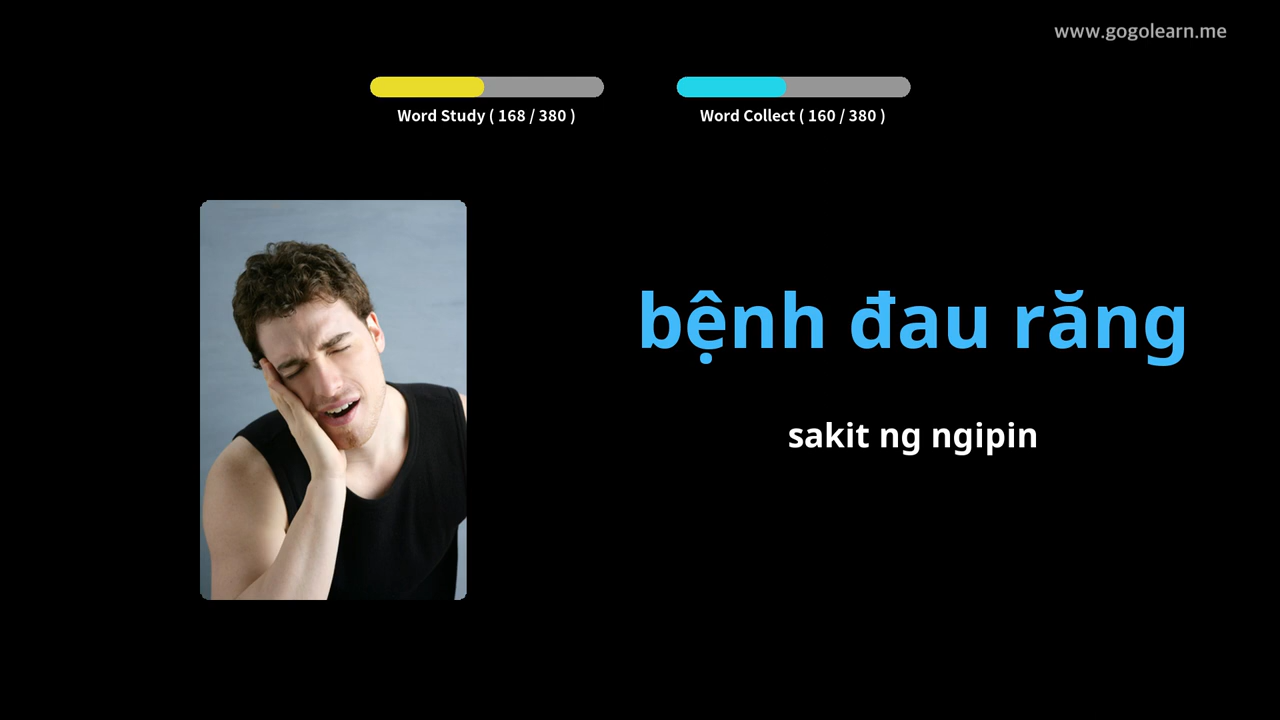 www.gogolearn.me
Word Study ( 168 / 380 )
Word Collect ( 160 / 380 )
bệnh đau răng
sakit ng ngipin